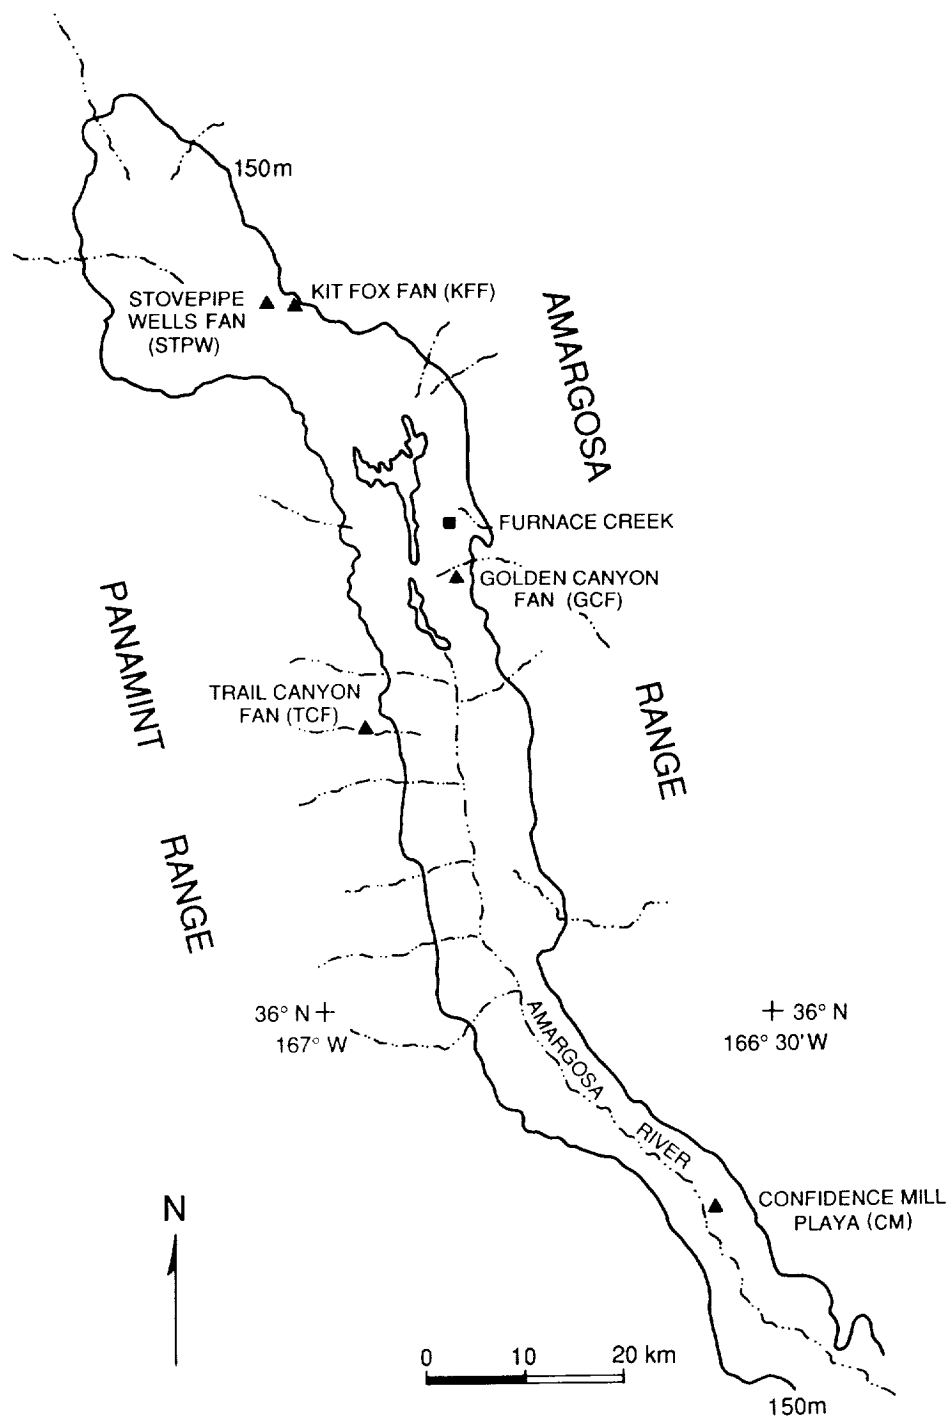 150m
KIT FOX FAN (KFF)
STOVEPIPE
WELLS FAN
(STPW)
AMARGOSA
FURNACE CREEK
GOLDEN CANYON
FAN (GCF)
PANAMINT
TRAIL CANYON
FAN (TCF)
RANGE
RANGE
36° N
167° W
36° N
166° 30' W
AMARGOSA
RIVER
CONFIDENCE MILL
PLAYA (CM)
N
0 10 20 km
150m